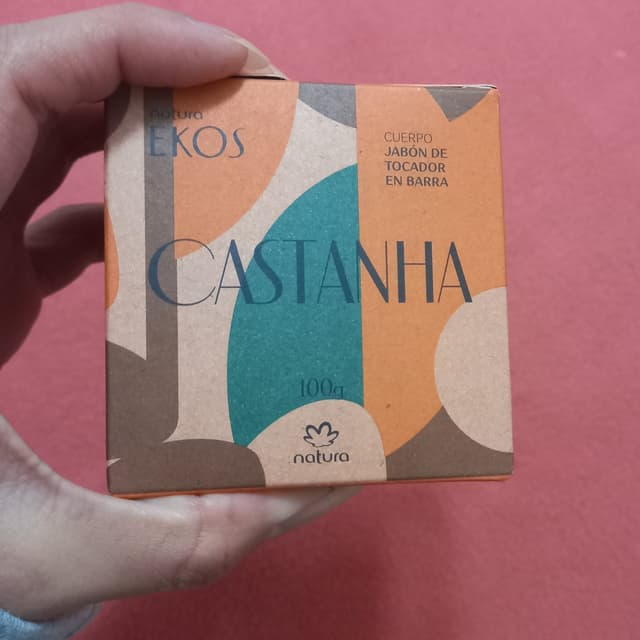 natura
EKOS
CUERPO
JABÓN DE
TOCADOR
EN BARRA
CASTANHA
100g
natura